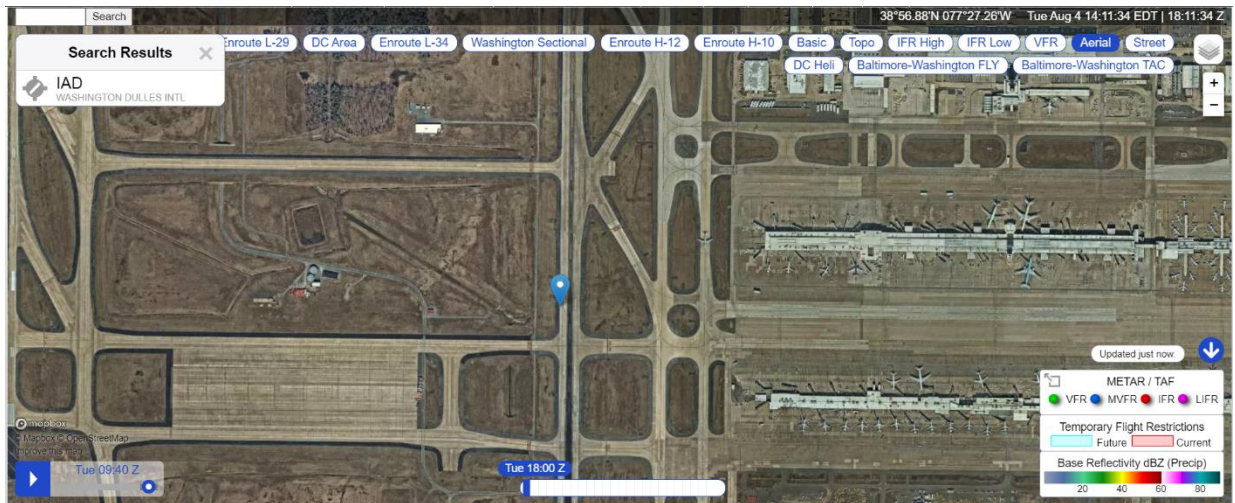 Search
38°56.88'N 077°27.26'W Tue Aug 4 14:11:34 EDT | 18:11:34 Z
Search Results
IAD
WASHINGTON DULLES INTL
Enroute L-29 DC Area Enroute L-34 Washington Sectional Enroute H-12 Enroute H-10 Basic Topo IFR High IFR Low VFR Aerial Street
DC Heli Baltimore-Washington FLY Baltimore-Washington TAC
+
−
Updated just now.
METAR / TAF
VFR MVFR IFR LIFR
Temporary Flight Restrictions
Future Current
Base Reflectivity dBZ (Precip)
20 40 60 80
mapbox
© Mapbox © OpenStreetMap
Improve this map
Tue 09:40 Z
Tue 18:00 Z